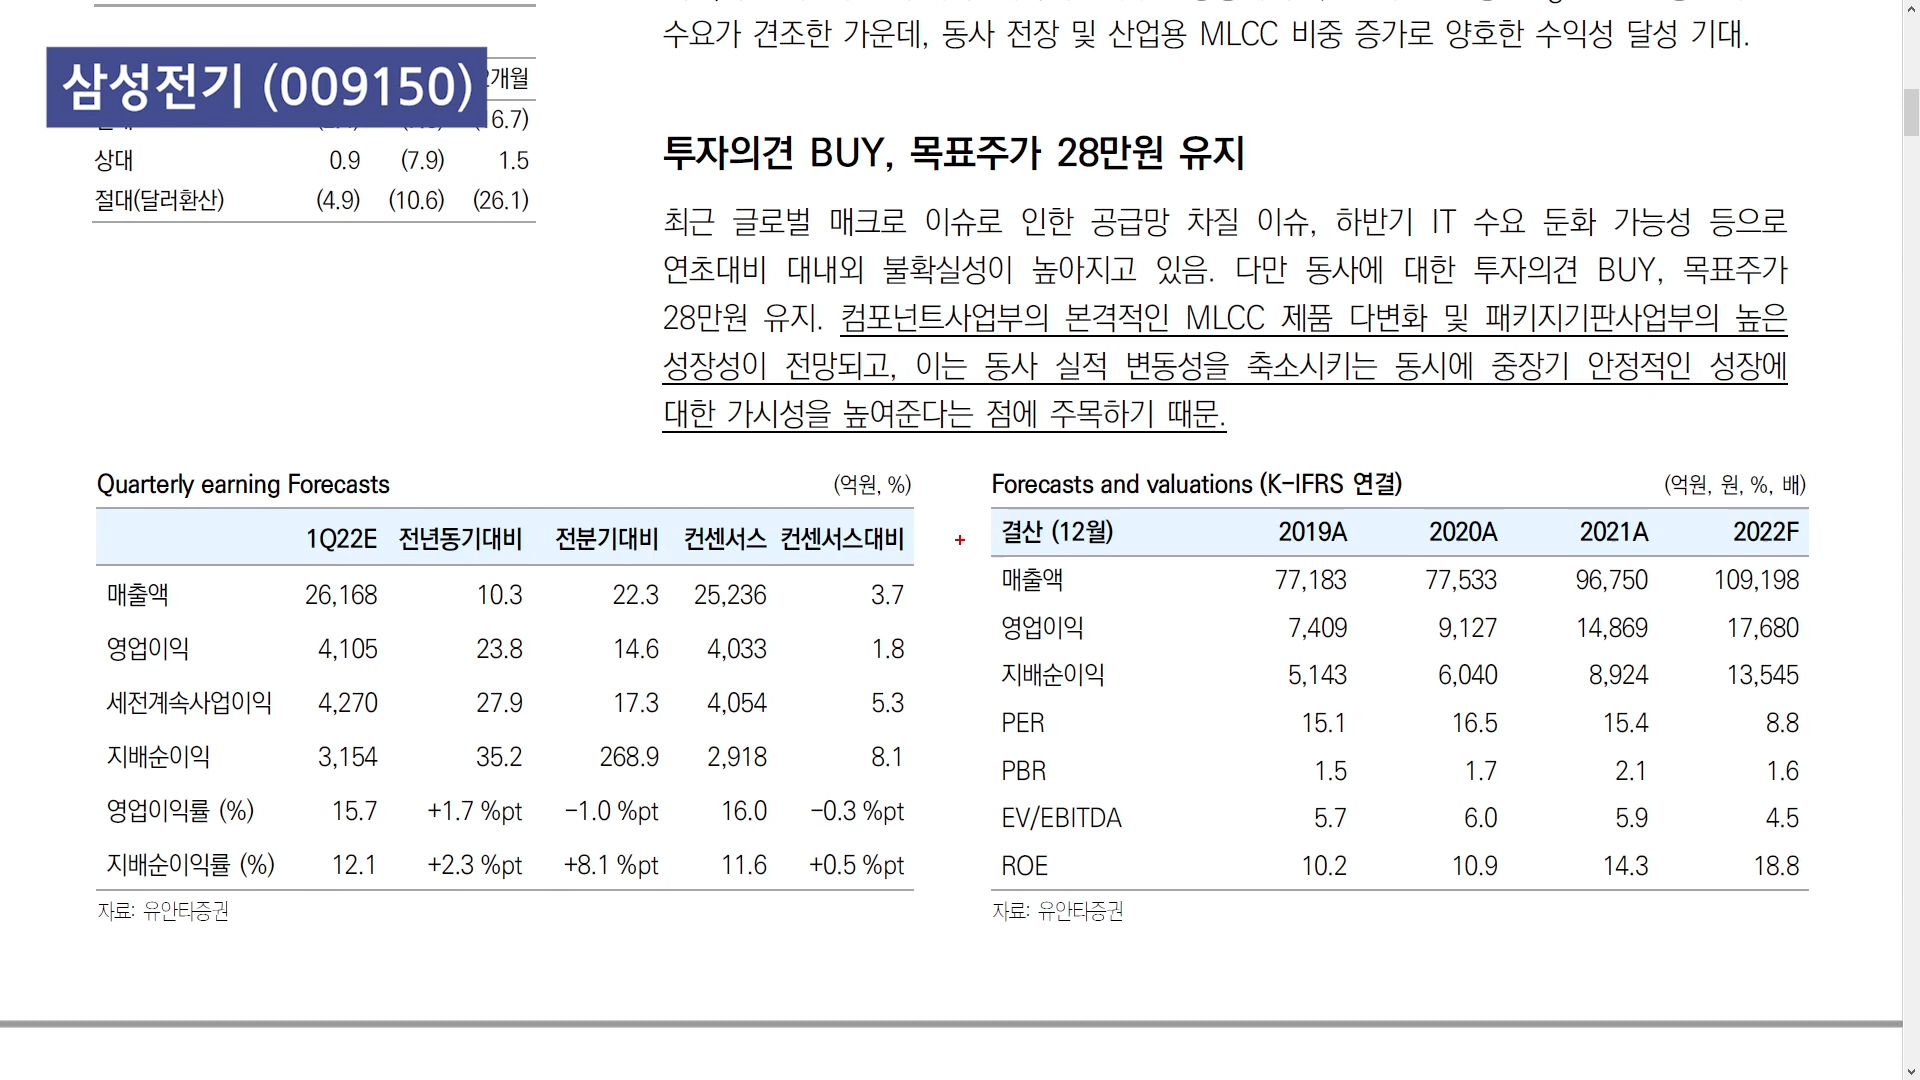 수요가 견조한 가운데, 동사 전장 및 산업용 MLCC 비중 증가로 양호한 수익성 달성 기대.
삼성전기 (009150)
상대 0.9 (7.9) 1.5
절대(달러환산) (4.9) (10.6) (26.1)
투자의견 BUY, 목표주가 28만원 유지
최근 글로벌 매크로 이슈로 인한 공급망 차질 이슈, 하반기 IT 수요 둔화 가능성 등으로
연초대비 대내외 불확실성이 높아지고 있음. 다만 동사에 대한 투자의견 BUY, 목표주가
28만원 유지. 컴포넌트사업부의 본격적인 MLCC 제품 다변화 및 패키지기판사업부의 높은
성장성이 전망되고, 이는 동사 실적 변동성을 축소시키는 동시에 중장기 안정적인 성장에
대한 가시성을 높여준다는 점에 주목하기 때문.
Quarterly earning Forecasts (억원, %)
1Q22E 전년동기대비 전분기대비 컨센서스 컨센서스대비
매출액 26,168 10.3 22.3 25,236 3.7
영업이익 4,105 23.8 14.6 4,033 1.8
세전계속사업이익 4,270 27.9 17.3 4,054 5.3
지배순이익 3,154 35.2 268.9 2,918 8.1
영업이익률 (%) 15.7 +1.7 %pt -1.0 %pt 16.0 -0.3 %pt
지배순이익률 (%) 12.1 +2.3 %pt +8.1 %pt 11.6 +0.5 %pt
자료: 유안타증권
Forecasts and valuations (K-IFRS 연결) (억원, 원, %, 배)
결산 (12월) 2019A 2020A 2021A 2022F
매출액 77,183 77,533 96,750 109,198
영업이익 7,409 9,127 14,869 17,680
지배순이익 5,143 6,040 8,924 13,545
PER 15.1 16.5 15.4 8.8
PBR 1.5 1.7 2.1 1.6
EV/EBITDA 5.7 6.0 5.9 4.5
ROE 10.2 10.9 14.3 18.8
자료: 유안타증권